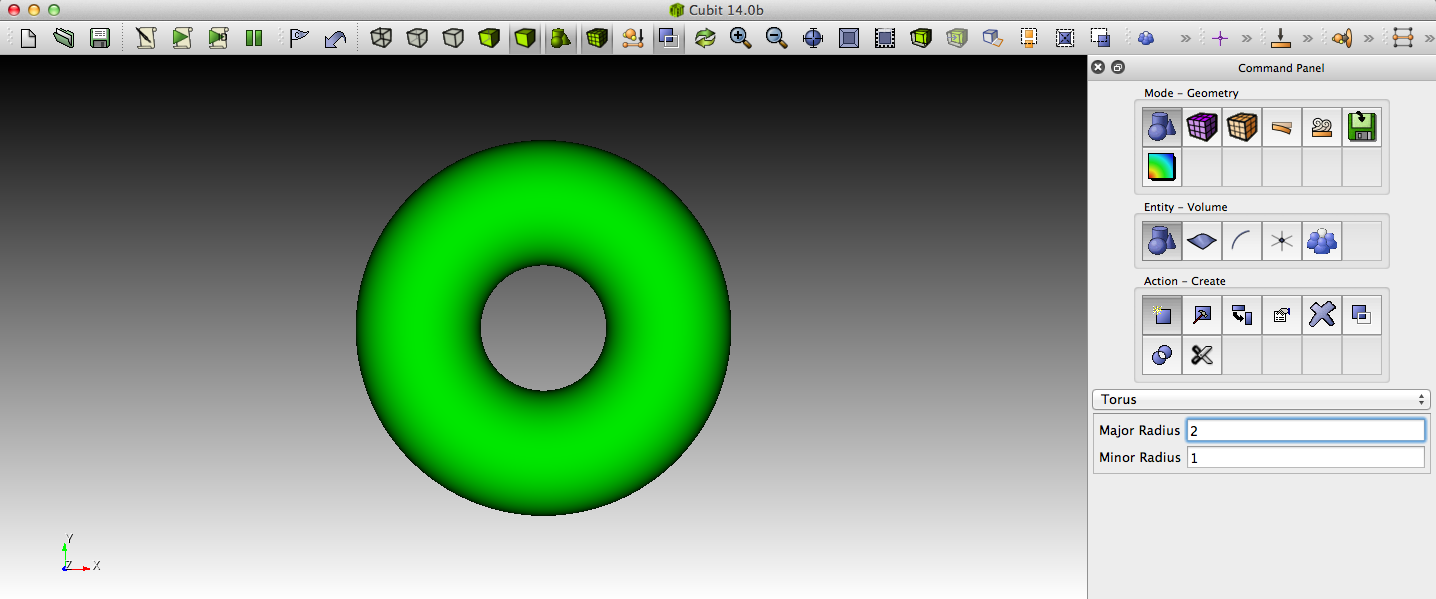 Cubit 14.0b
Command Panel
Mode - Geometry
Entity - Volume
Action - Create
Torus
Major Radius 2
Minor Radius 1
Y
Z X